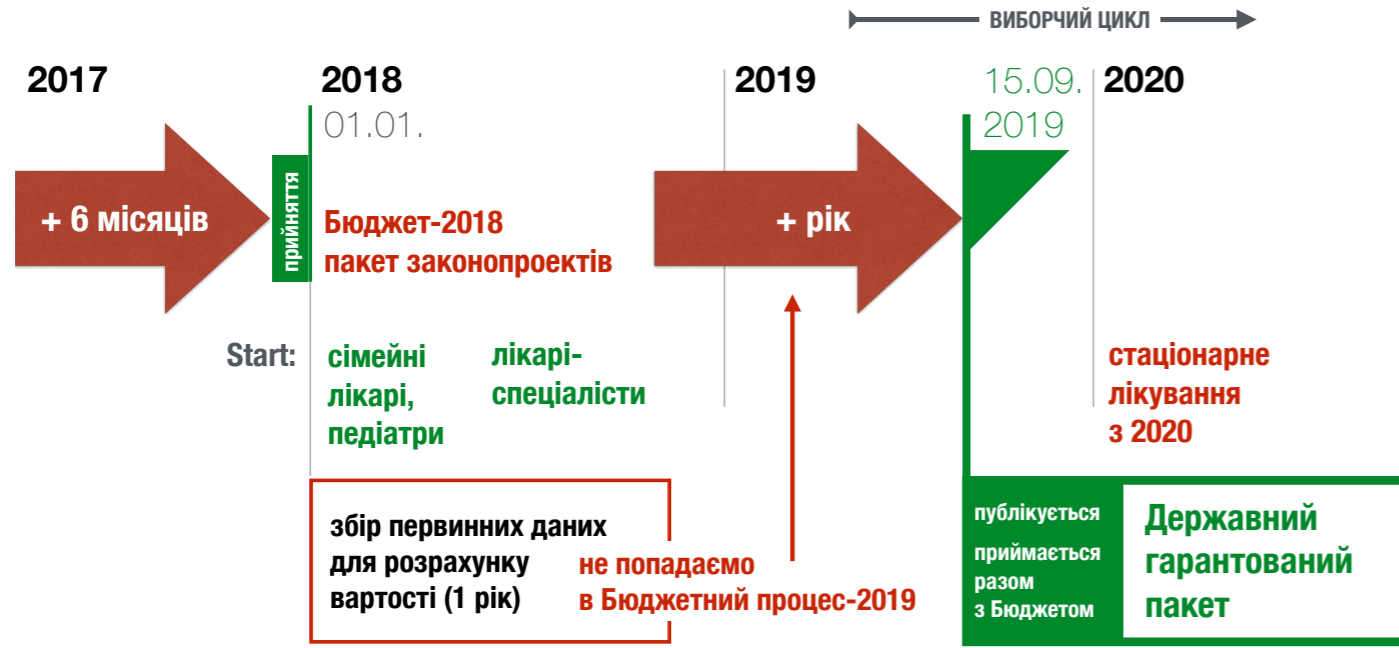 ВИБОРЧИЙ ЦИКЛ
2017
2018
01.01.
2019
15.09.
2019
2020
+ 6 місяців
прийняття
Бюджет-2018
пакет законопроектів
+ рік
Start:
сімейні
лікарі,
педіатри
лікарі-
спеціалісти
стаціонарне
лікування
з 2020
збір первинних даних
для розрахунку
вартості (1 рік)
не попадаємо
в Бюджетний процес-2019
публікується
приймається
разом
з Бюджетом
Державний
гарантований
пакет